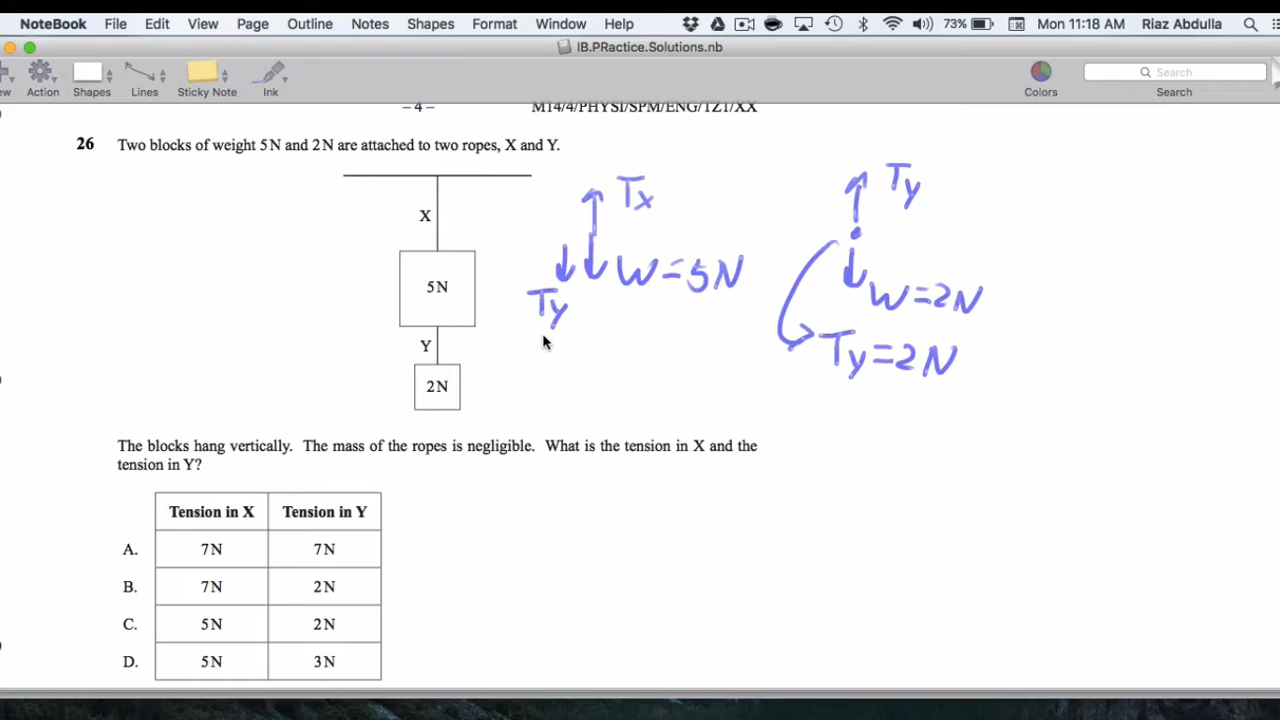 NoteBook File Edit View Page Outline Notes Shapes Format Window Help 73% Mon 11:18 AM Riaz Abdulla
IB.PRactice.Solutions.nb
Action Shapes Lines Sticky Note Ink Colors Search
Search
– 4 – M14/4/PHYSI/SPM/ENG/TZ1/XX
26 Two blocks of weight 5N and 2N are attached to two ropes, X and Y.
X
5N
Y
2N
Tx
W=5N
Ty
Ty
W=2N
Ty=2N
The blocks hang vertically. The mass of the ropes is negligible. What is the tension in X and the
tension in Y?
Tension in X Tension in Y
A. 7N 7N
B. 7N 2N
C. 5N 2N
D. 5N 3N